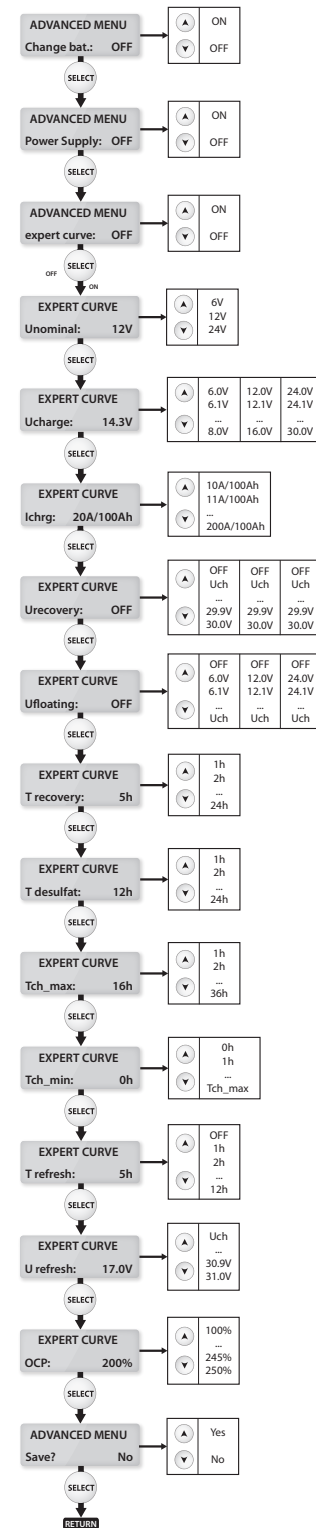 ADVANCED MENU
Change bat.: OFF
ON
OFF
SELECT
ADVANCED MENU
Power Supply: OFF
ON
OFF
SELECT
ADVANCED MENU
expert curve: OFF
ON
OFF
SELECT
OFF
ON
EXPERT CURVE
Unominal: 12V
6V
12V
24V
SELECT
EXPERT CURVE
Ucharge: 14.3V
6.0V 12.0V 24.0V
6.1V 12.1V 24.1V
... ... ...
8.0V 16.0V 30.0V
SELECT
EXPERT CURVE
Ichrg: 20A/100Ah
10A/100Ah
11A/100Ah
...
200A/100Ah
SELECT
EXPERT CURVE
Urecovery: OFF
OFF OFF OFF
Uch Uch Uch
... ... ...
29.9V 29.9V 29.9V
30.0V 30.0V 30.0V
SELECT
EXPERT CURVE
Ufloating: OFF
OFF OFF OFF
6.0V 12.0V 24.0V
6.1V 12.1V 24.1V
... ... ...
Uch Uch Uch
SELECT
EXPERT CURVE
T recovery: 5h
1h
2h
...
24h
SELECT
EXPERT CURVE
T desulfat: 12h
1h
2h
...
24h
SELECT
EXPERT CURVE
Tch_max: 16h
1h
2h
...
36h
SELECT
EXPERT CURVE
Tch_min: 0h
0h
1h
...
Tch_max
SELECT
EXPERT CURVE
T refresh: 5h
OFF
1h
2h
...
12h
SELECT
EXPERT CURVE
U refresh: 17.0V
Uch
...
30.9V
31.0V
SELECT
EXPERT CURVE
OCP: 200%
100%
...
245%
250%
SELECT
ADVANCED MENU
Save? No
Yes
No
SELECT
RETURN